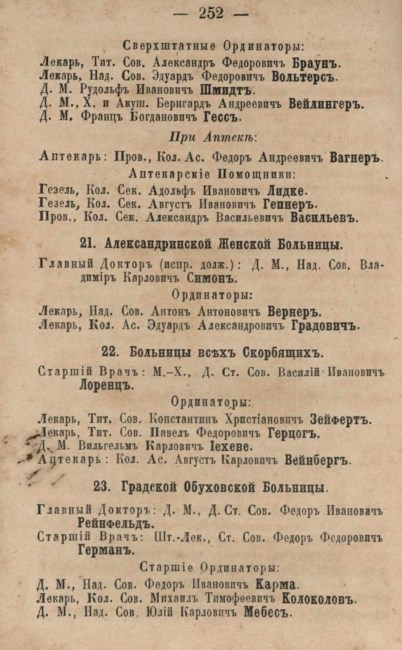 — 252 —
Сверхштатные Ординаторы:
Лекарь, Тит. Сов. Александръ Федоровичъ Браунъ.
Лекарь, Над. Сов. Эдуардъ Федоровичъ Вольтерсъ.
Д. М. Рудольфъ Ивановичъ Шмидтъ.
Д. М., Х. и Акуш. Бернгардъ Андреевичъ Вейлингеръ.
Д. М. Францъ Богдановичъ Гессъ.
При Аптекѣ:
Аптекарь: Пров., Кол. Ас. Федоръ Андреевичъ Вагнеръ.
Аптекарскіе Помощники:
Гезель, Кол. Сек. Адольфъ Ивановичъ Лидке.
Гезель, Кол. Сек. Августъ Ивановичъ Гепнеръ.
Пров., Кол. Сек. Александръ Васильевичъ Васильевъ.
21. Александринской Женской Больницы.
Главный Докторъ (испр. долж.): Д. М., Над. Сов. Вла-
димiръ Карловичъ Симонъ.
Ординаторы:
Лекарь, Над. Сов. Антонъ Антоновичъ Вернеръ.
Лекарь, Кол. Ас. Эдуардъ Александровичъ Градовичъ.
22. Больницы всѣхъ Скорбящихъ.
Старшій Врачъ: М.-Х., Д. Ст. Сов. Василій Ивановичъ
Лоренцъ.
Ординаторы:
Лекарь, Тит. Сов. Константинъ Христіановичъ Зейфертъ.
Лекарь, Тит. Сов. Павелъ Федоровичъ Герцогъ.
Д. М. Вильгельмъ Карловичъ Іехене.
Аптекарь: Кол. Ас. Августъ Карловичъ Вейнбергъ.
23. Градской Обуховской Больницы.
Главный Докторъ: Д. М., Д. Ст. Сов. Федоръ Ивановичъ
Рейнфельдъ.
Старшій Врачъ: Шт.-Лек., Ст. Сов. Федоръ Федоровичъ
Германъ.
Старшіе Ординаторы:
Д. М., Над. Сов. Федоръ Ивановичъ Карма.
Лекарь, Кол. Сов. Михаилъ Тимофеевичъ Колоколовъ.
Д. М., Над. Сов. Юлій Карловичъ Мебесъ.